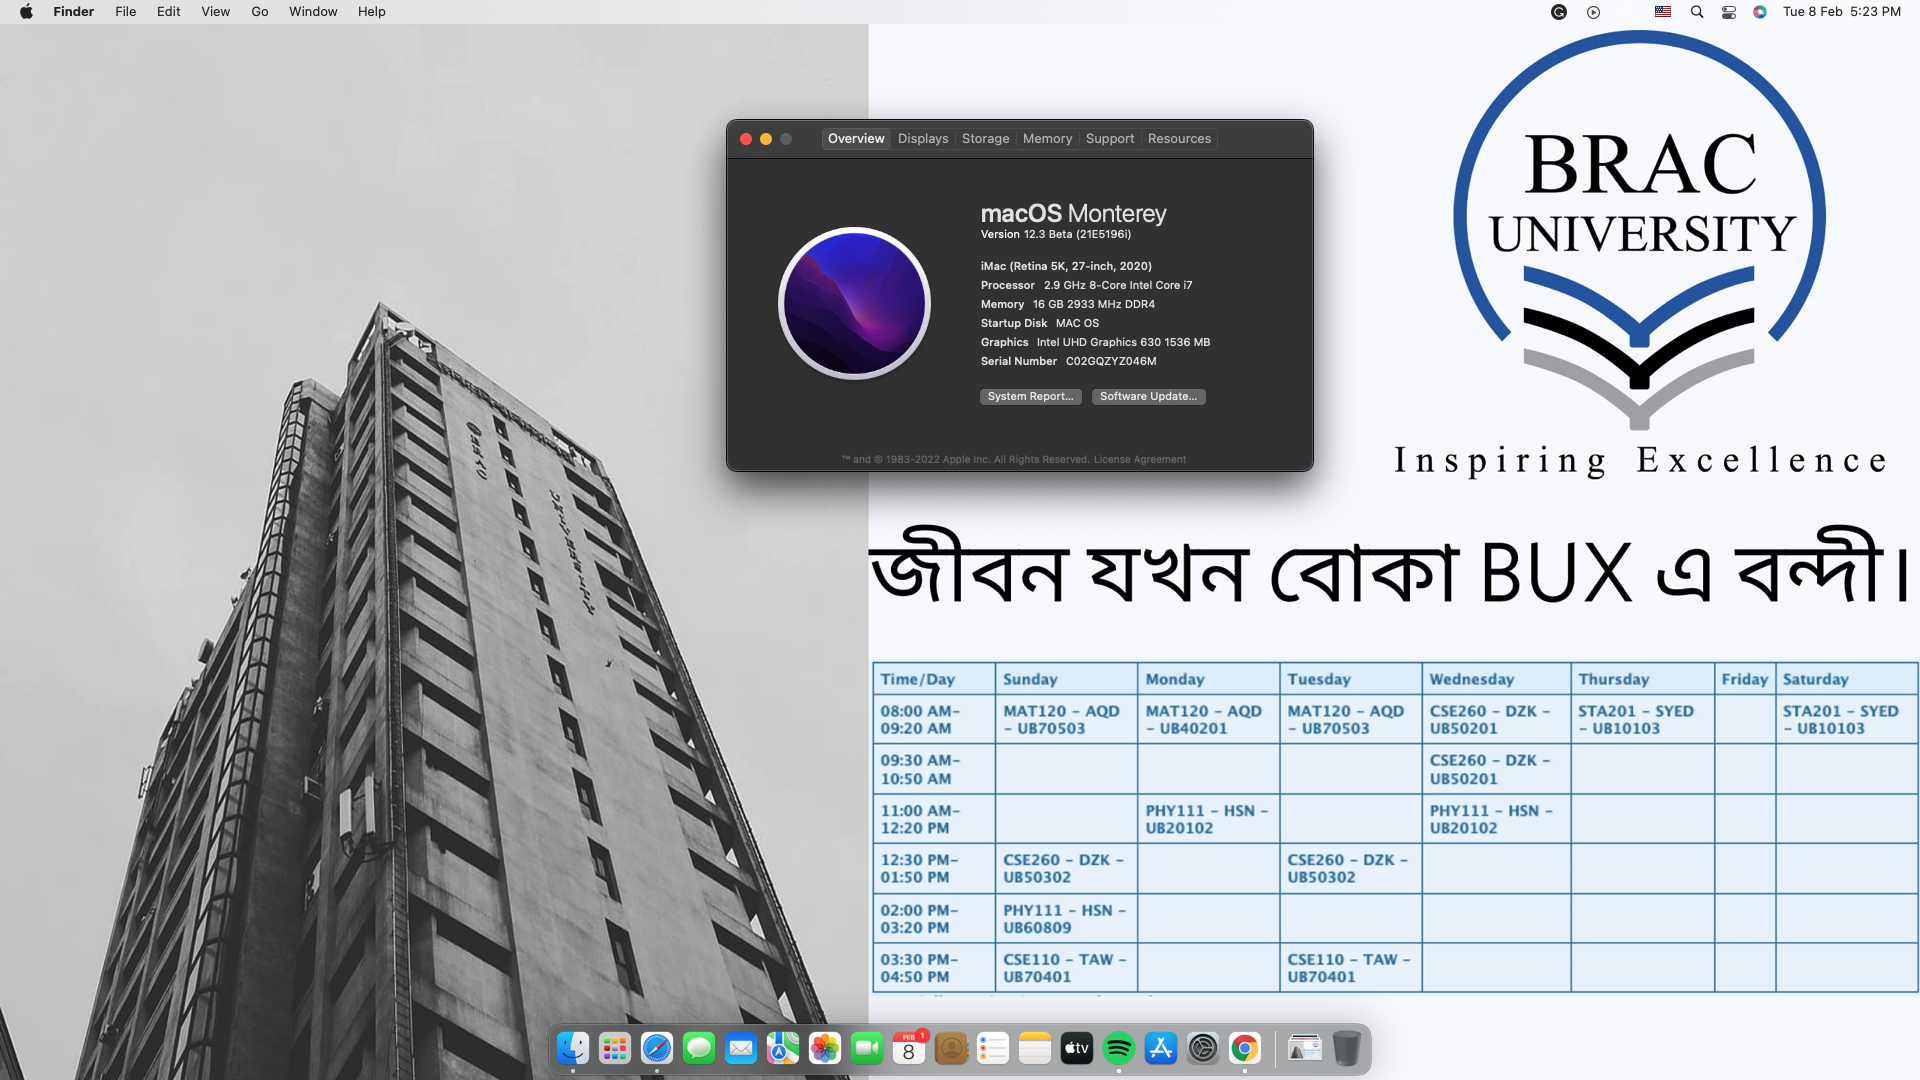 Finder File Edit View Go Window Help
Tue 8 Feb 5:23 PM
Overview Displays Storage Memory Support Resources
macOS Monterey
Version 12.3 Beta (21E5196i)
iMac (Retina 5K, 27-inch, 2020)
Processor 2.9 GHz 8-Core Intel Core i7
Memory 16 GB 2933 MHz DDR4
Startup Disk MAC OS
Graphics Intel UHD Graphics 630 1536 MB
Serial Number C02GQZYZ046M
System Report... Software Update...
™ and © 1983-2022 Apple Inc. All Rights Reserved. License Agreement
BRAC
UNIVERSITY
Inspiring Excellence
জীবন যখন বোকা BUX এ বন্দী।
Time/Day Sunday Monday Tuesday Wednesday Thursday Friday Saturday
08:00 AM- MAT120 - AQD MAT120 - AQD MAT120 - AQD CSE260 - DZK - STA201 - SYED STA201 - SYED
09:20 AM - UB70503 - UB40201 - UB70503 UB50201 - UB10103 - UB10103
09:30 AM- CSE260 - DZK -
10:50 AM UB50201
11:00 AM- PHY111 - HSN - PHY111 - HSN -
12:20 PM UB20102 UB20102
12:30 PM- CSE260 - DZK - CSE260 - DZK -
01:50 PM UB50302 UB50302
02:00 PM- PHY111 - HSN -
03:20 PM UB60809
03:30 PM- CSE110 - TAW - CSE110 - TAW -
04:50 PM UB70401 UB70401
FEB 1
8
tv